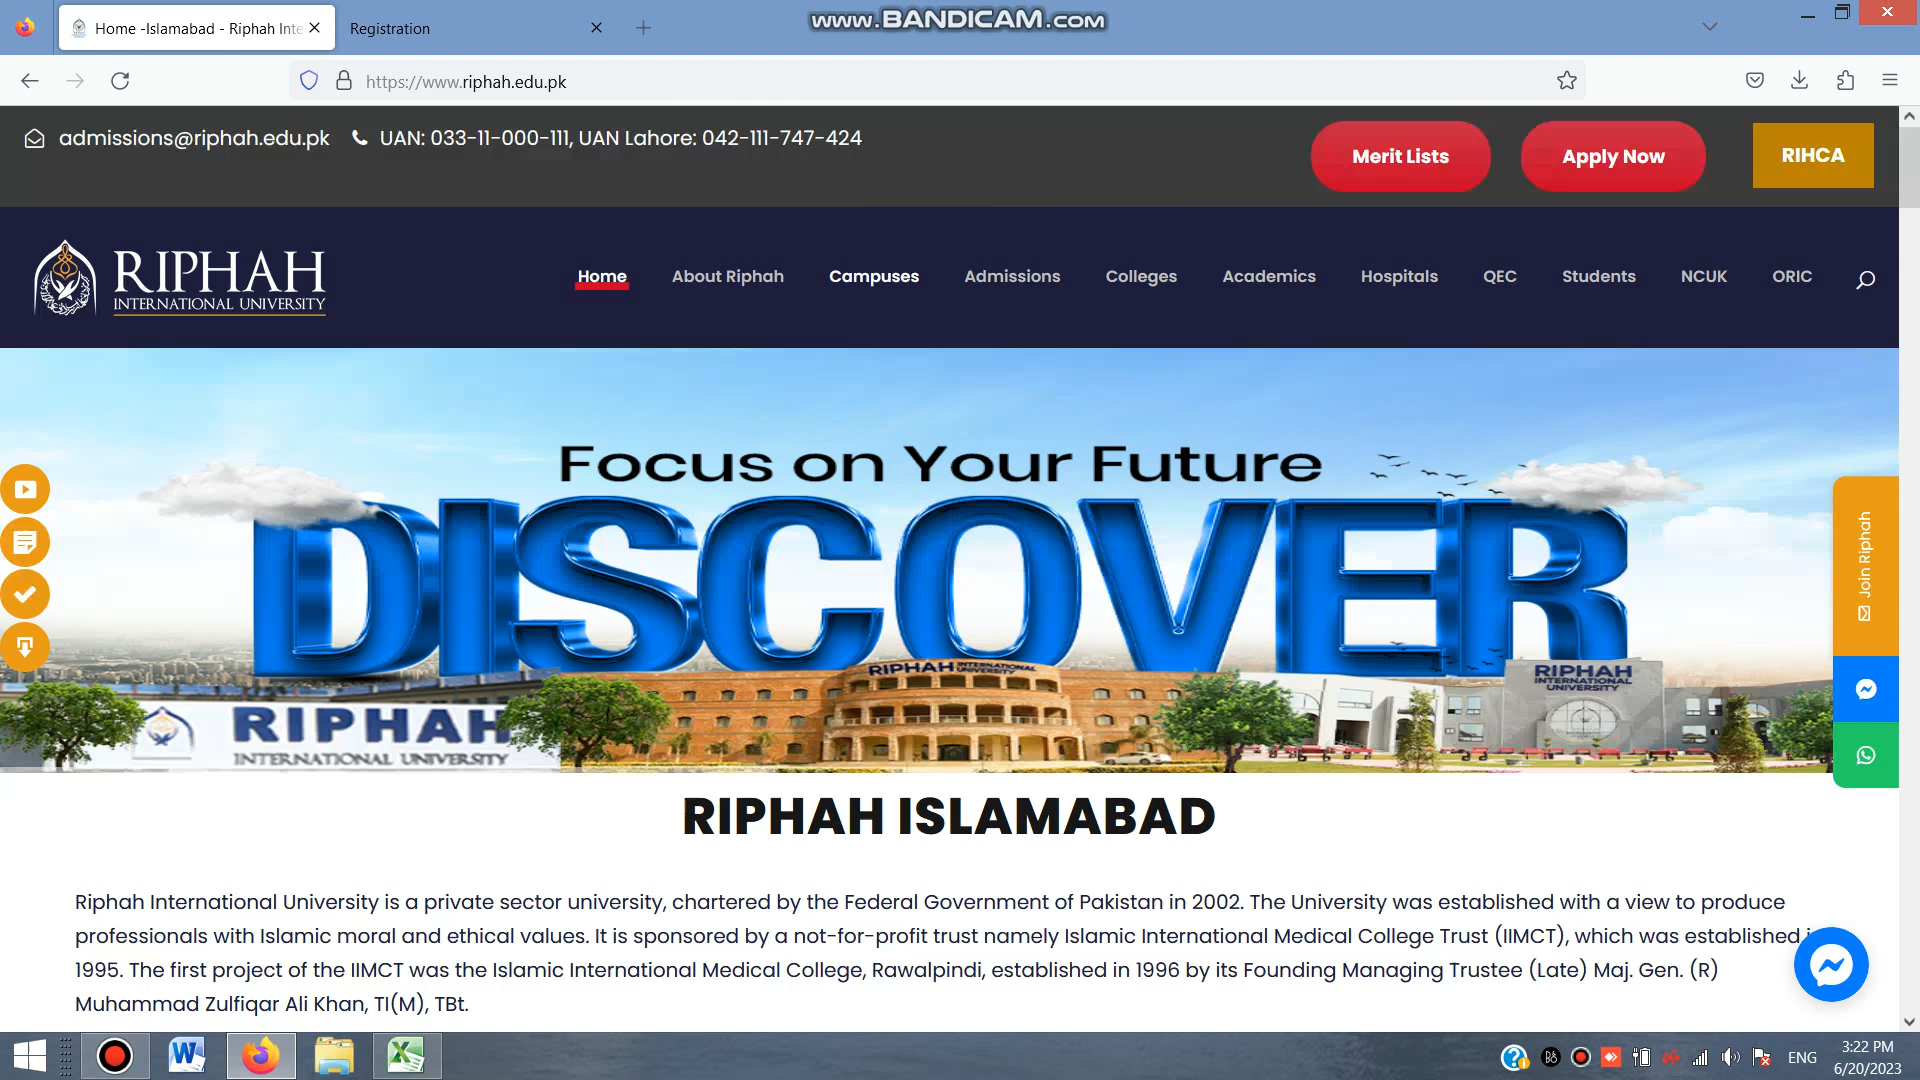 www.BANDICAM.com
Home -Islamabad - Riphah Inte
Registration
https://www.riphah.edu.pk
admissions@riphah.edu.pk
UAN: 033-11-000-111, UAN Lahore: 042-111-747-424
Merit Lists
Apply Now
RIHCA
RIPHAH
INTERNATIONAL UNIVERSITY
Home
About Riphah
Campuses
Admissions
Colleges
Academics
Hospitals
QEC
Students
NCUK
ORIC
Focus on Your Future
DISCOVER
Join Riphah
RIPHAH INTERNATIONAL UNIVERSITY
RIPHAH
INTERNATIONAL
UNIVERSITY
RIPHAH
INTERNATIONAL UNIVERSITY
RIPHAH ISLAMABAD
Riphah International University is a private sector university, chartered by the Federal Government of Pakistan in 2002. The University was established with a view to produce
professionals with Islamic moral and ethical values. It is sponsored by a not-for-profit trust namely Islamic International Medical College Trust (IIMCT), which was established
1995. The first project of the IIMCT was the Islamic International Medical College, Rawalpindi, established in 1996 by its Founding Managing Trustee (Late) Maj. Gen. (R)
Muhammad Zulfiqar Ali Khan, TI(M), TBt.
ENG
3:22 PM
6/20/2023